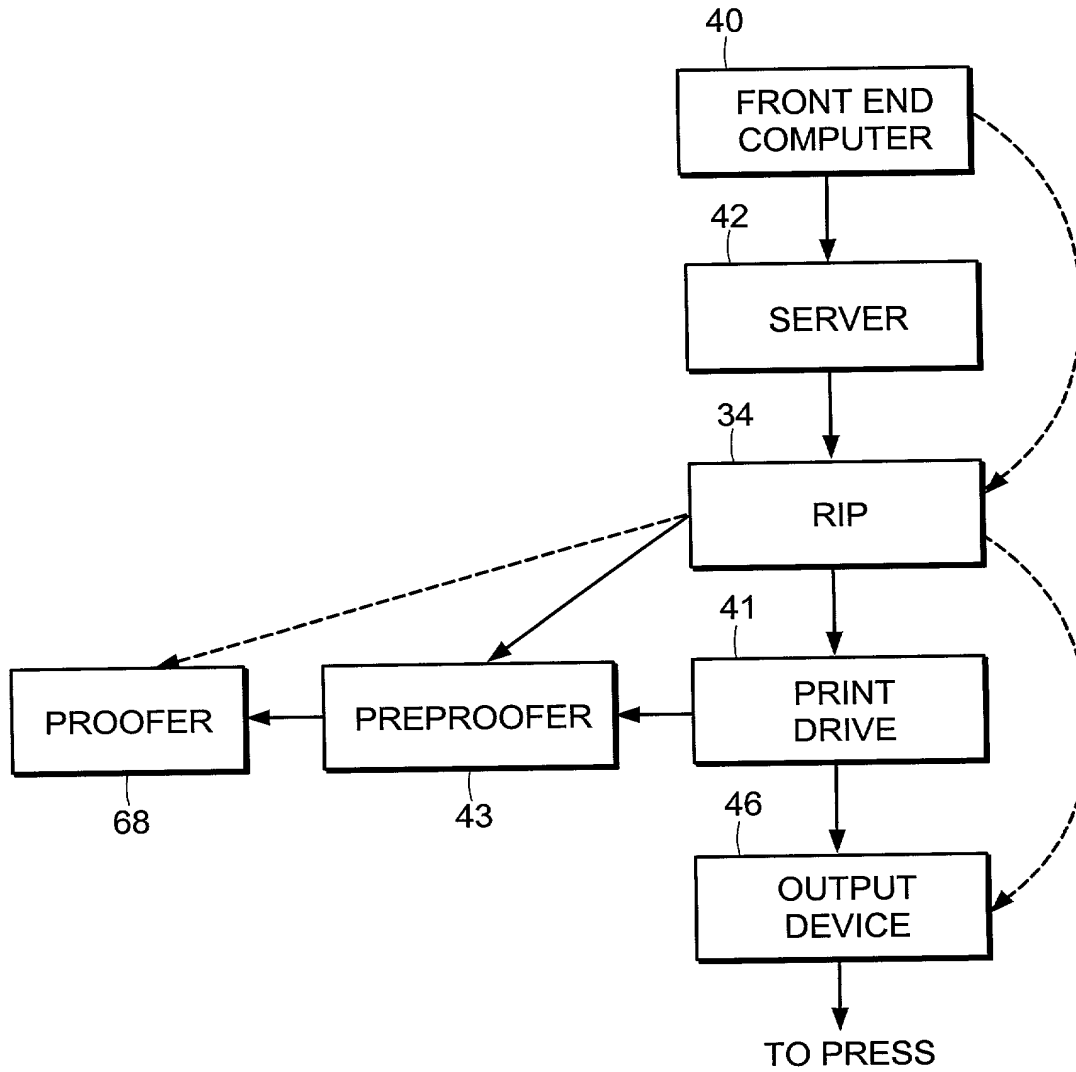 40
FRONT END
COMPUTER
42
SERVER
34
RIP
41
PRINT
DRIVE
PREPROOFER
PROOFER
68
43
46
OUTPUT
DEVICE
TO PRESS